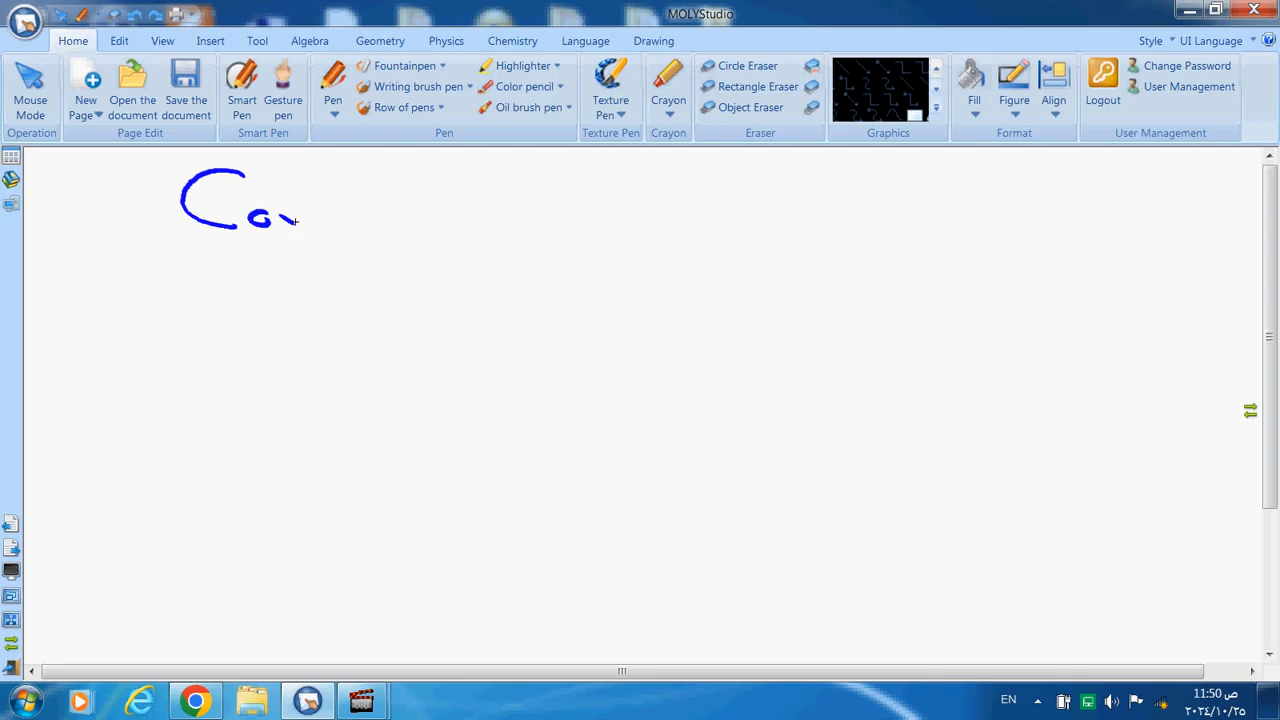 MOLYStudio
Home Edit View Insert Tool Algebra Geometry Physics Chemistry Language Drawing Style UI Language
Mouse Mode
Operation
New Page
Open the document
Save the document
Page Edit
Smart Pen
Gesture pen
Smart Pen
Pen
Fountainpen
Writing brush pen
Row of pens
Highlighter
Color pencil
Oil brush pen
Pen
Texture Pen
Texture Pen
Crayon
Crayon
Circle Eraser
Rectangle Eraser
Object Eraser
Eraser
Graphics
Fill
Figure
Align
Format
Logout
Change Password
User Management
User Management
EN
11:50 ص
٢٠٢٤/١٠/٢٥